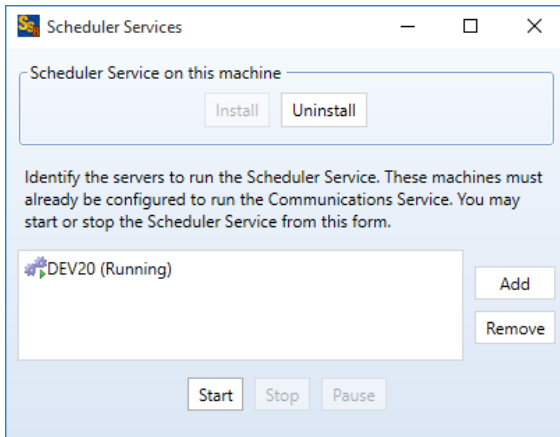 Scheduler Services
Scheduler Service on this machine
Install Uninstall
Identify the servers to run the Scheduler Service. These machines must
already be configured to run the Communications Service. You may
start or stop the Scheduler Service from this form.
DEV20 (Running)
Add
Remove
Start Stop Pause